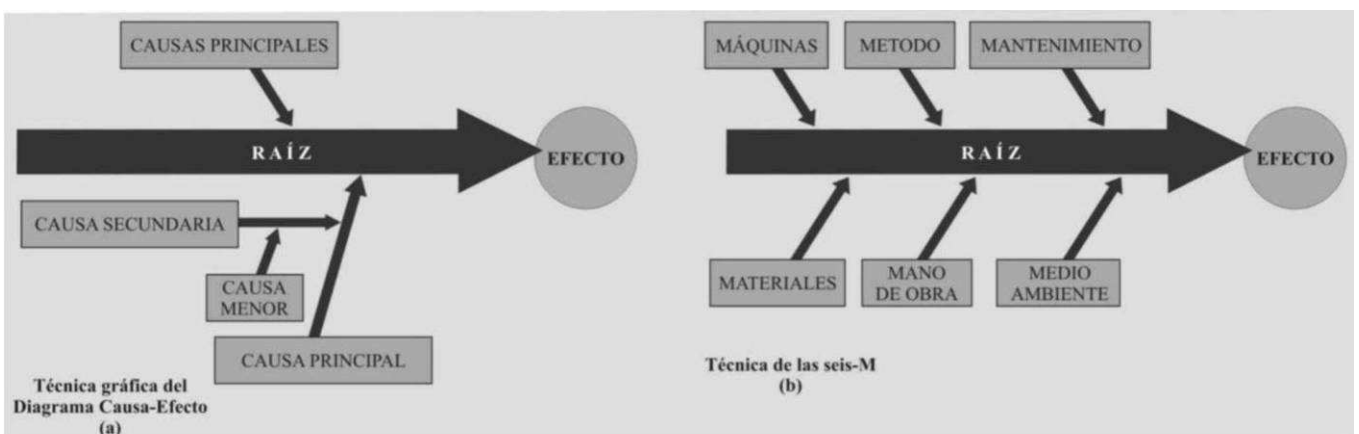 CAUSAS PRINCIPALES
RAÍZ
EFECTO
CAUSA SECUNDARIA
CAUSA
MENOR
CAUSA PRINCIPAL
Técnica gráfica del
Diagrama Causa-Efecto
(a)
MÁQUINAS
METODO
MANTENIMIENTO
RAÍZ
EFECTO
MATERIALES
MANO
DE OBRA
MEDIO
AMBIENTE
Técnica de las seis-M
(b)